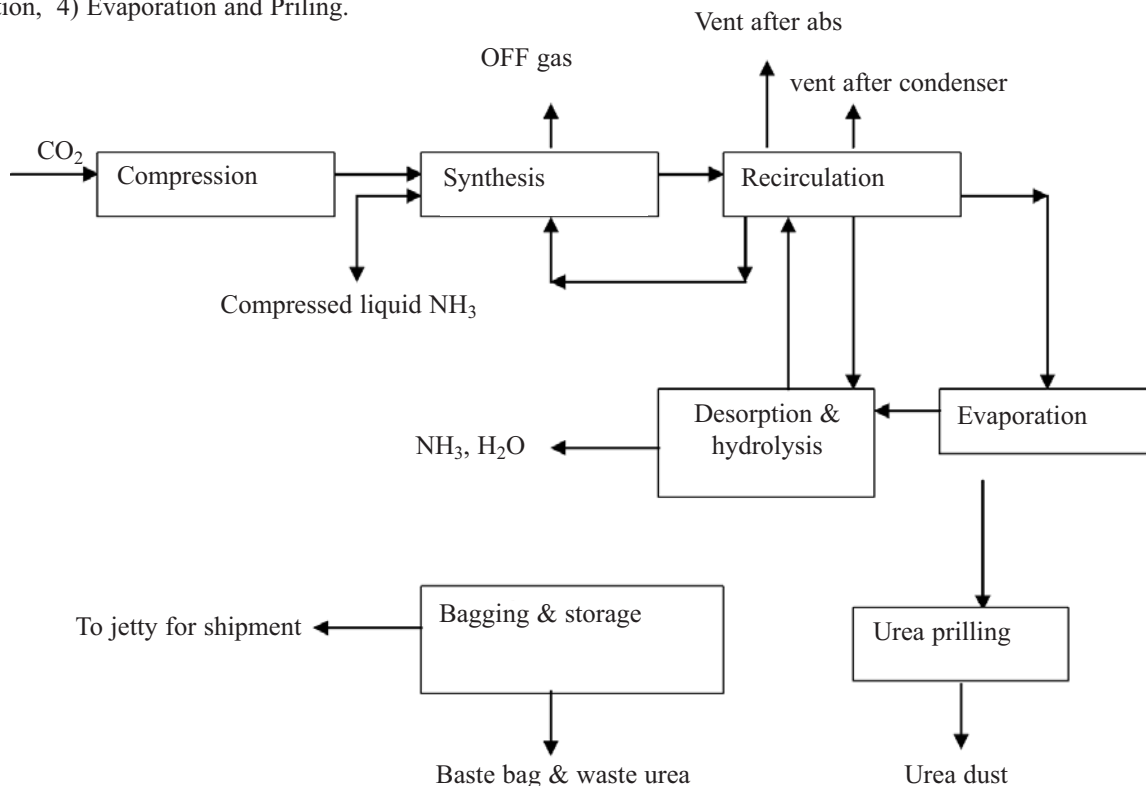 tion, 4) Evaporation and Priling.
Vent after abs
OFF gas
vent after condenser
CO₂
Compression
Synthesis
Recirculation
Compressed liquid NH₃
Desorption &
hydrolysis
Evaporation
NH₃, H₂O
Bagging & storage
To jetty for shipment
Urea prilling
Baste bag & waste urea
Urea dust